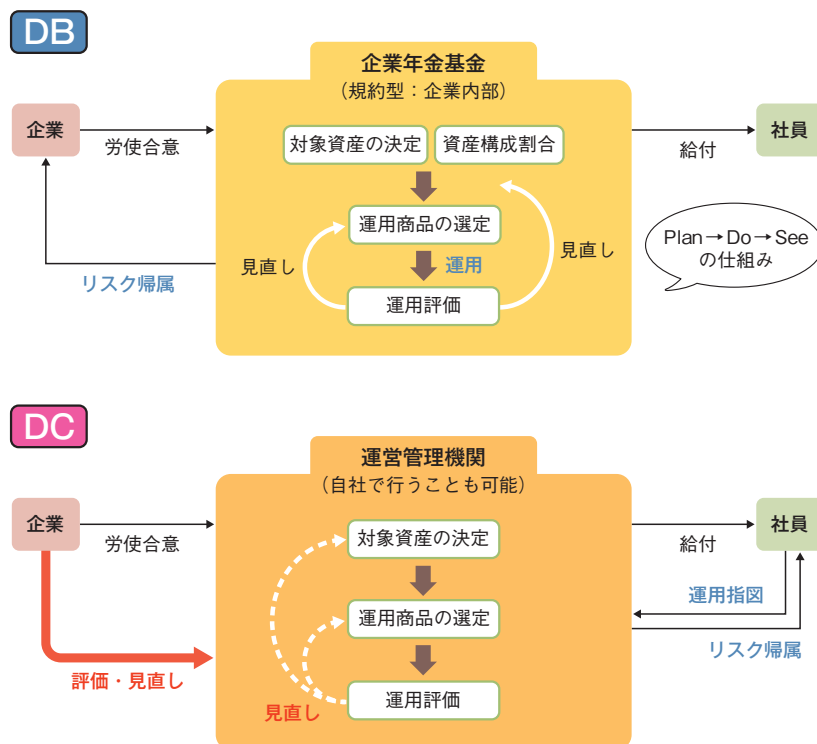 DB
企業年金基金
（規約型：企業内部）
企業
労使合意
対象資産の決定
資産構成割合
給付
社員
運用商品の選定
見直し
運用
見直し
Plan→Do→See
の仕組み
リスク帰属
運用評価
DC
運営管理機関
（自社で行うことも可能）
企業
労使合意
対象資産の決定
給付
社員
運用商品の選定
運用指図
リスク帰属
評価・見直し
見直し
運用評価